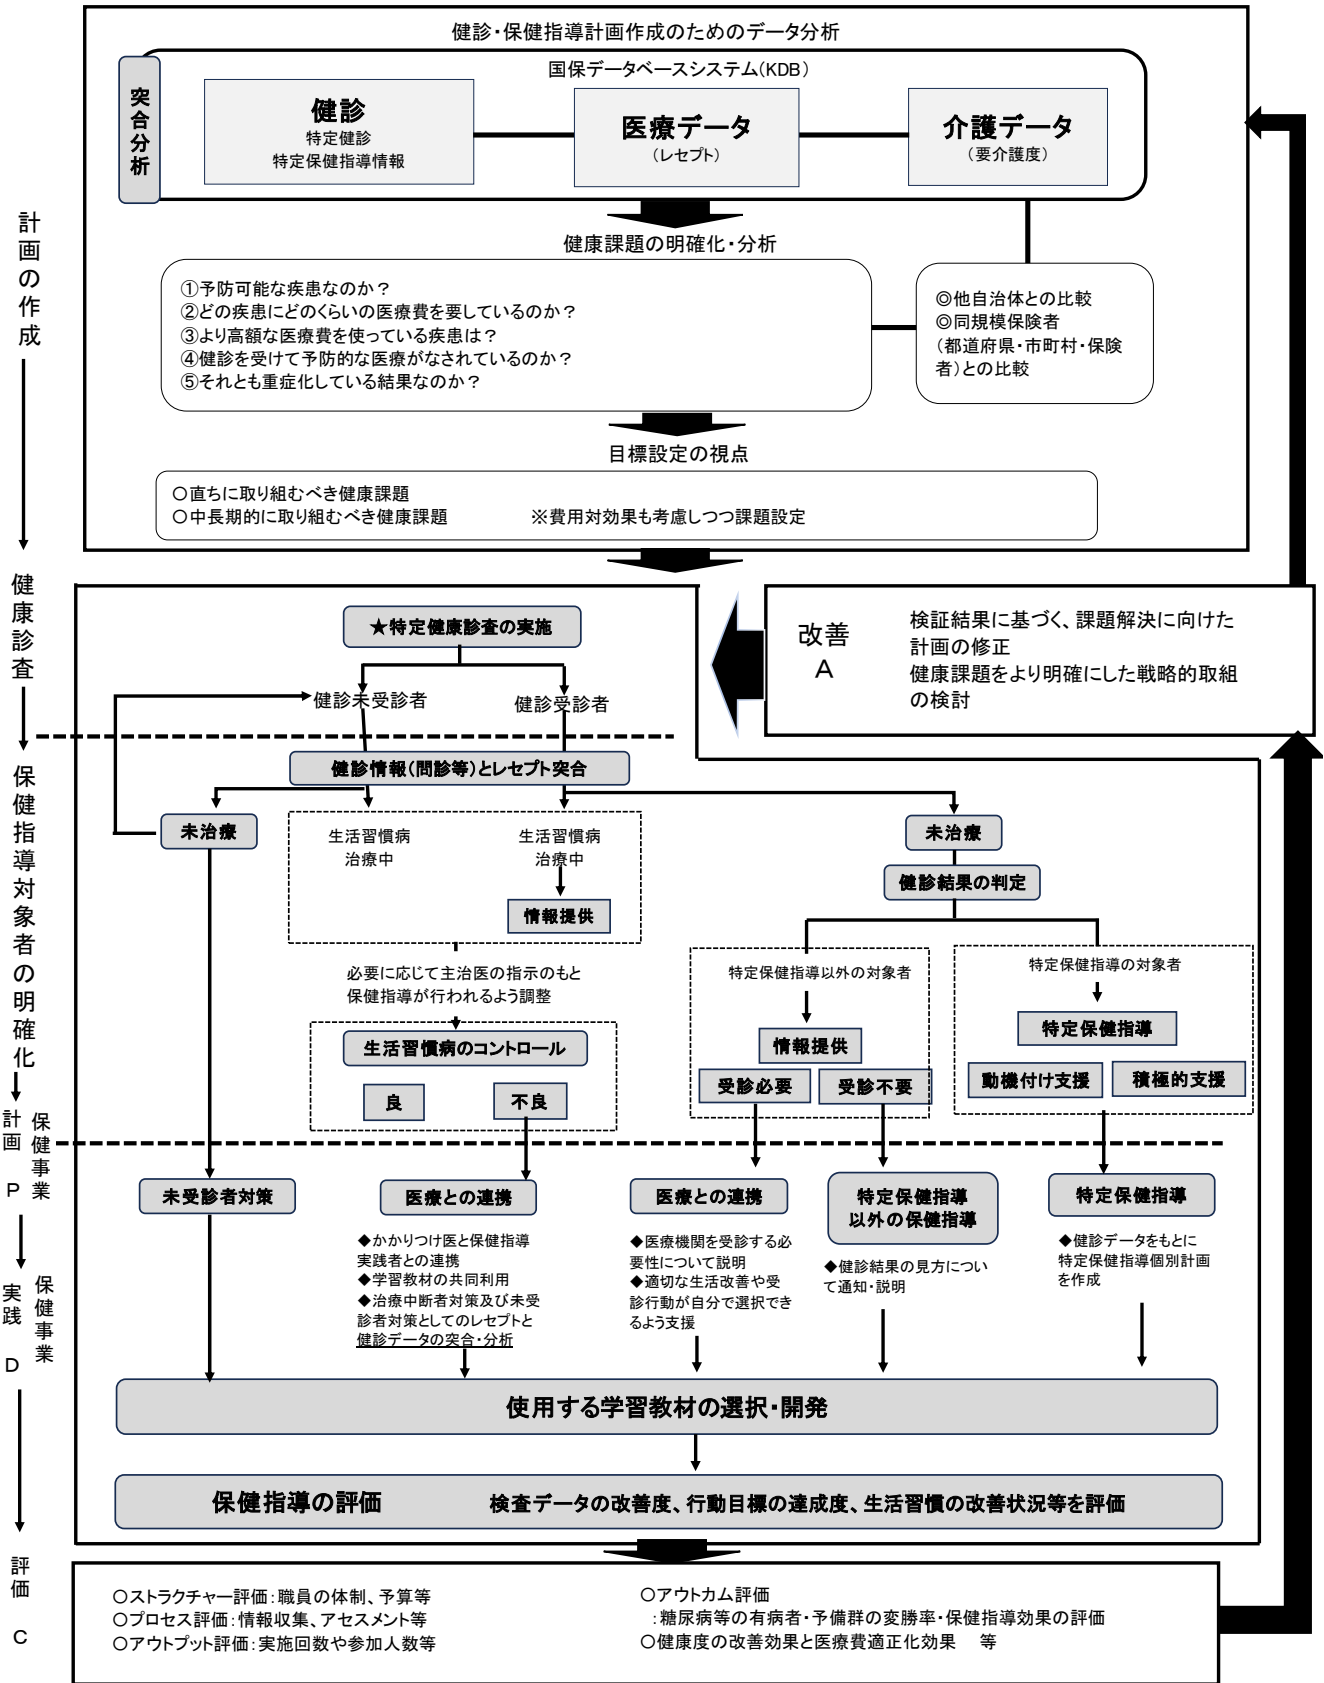 健診・保健指導計画作成のためのデータ分析
国保データベースシステム(KDB)
突合分析
健診
特定健診
特定保健指導情報
医療データ
(レセプト)
介護データ
(要介護度)
計画の作成
健康課題の明確化・分析
①予防可能な疾患なのか？
②どの疾患にどのくらいの医療費を要しているのか？
③より高額な医療費を使っている疾患は？
④健診を受けて予防的な医療がなされているのか？
⑤それとも重症化している結果なのか？
◎他自治体との比較
◎同規模保険者
(都道府県・市町村・保険
者)との比較
目標設定の視点
○直ちに取り組むべき健康課題
○中長期的に取り組むべき健康課題　※費用対効果も考慮しつつ課題設定
健康診査
★特定健康診査の実施
改善
A
検証結果に基づく、課題解決に向けた
計画の修正
健康課題をより明確にした戦略的取組
の検討
健診未受診者
健診受診者
保健指導対象者の明確化
健診情報(問診等)とレセプト突合
未治療
生活習慣病
治療中
生活習慣病
治療中
情報提供
未治療
健診結果の判定
必要に応じて主治医の指示のもと
保健指導が行われるよう調整
特定保健指導以外の対象者
特定保健指導の対象者
生活習慣病のコントロール
良
不良
情報提供
受診必要
受診不要
特定保健指導
動機付け支援
積極的支援
計画 P
保健事業
未受診者対策
医療との連携
医療との連携
特定保健指導
以外の保健指導
特定保健指導
◆かかりつけ医と保健指導
実践者との連携
◆学習教材の共同利用
◆治療中断者対策及び未受
診者対策としてのレセプトと
健診データの突合・分析
◆医療機関を受診する必
要性について説明
◆適切な生活改善や受
診行動が自分で選択でき
るよう支援
◆健診結果の見方につい
て通知・説明
◆健診データをもとに
特定保健指導個別計画
を作成
実践 D
保健事業
使用する学習教材の選択・開発
保健指導の評価　検査データの改善度、行動目標の達成度、生活習慣の改善状況等を評価
評価 C
○ストラクチャー評価：職員の体制、予算等
○プロセス評価：情報収集、アセスメント等
○アウトプット評価：実施回数や参加人数等
○アウトカム評価
：糖尿病等の有病者・予備群の変勝率・保健指導効果の評価
○健康度の改善効果と医療費適正化効果　等